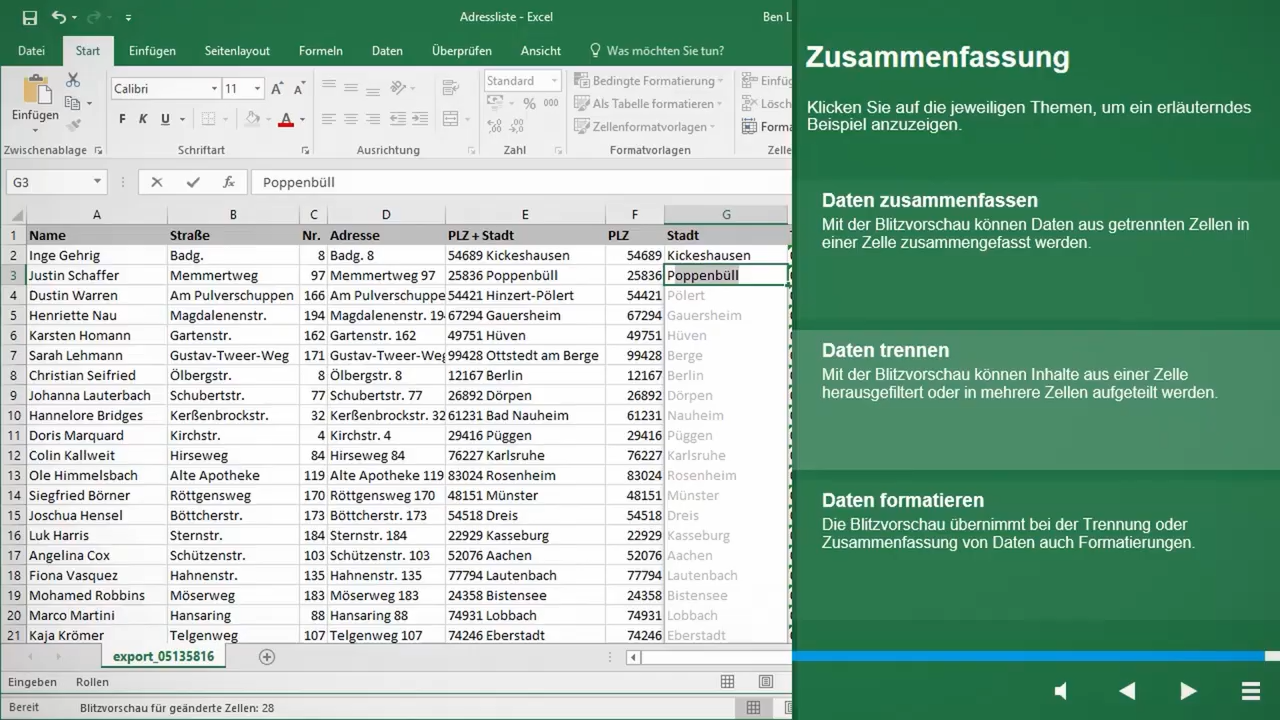 Adressliste - Excel
Ben L
Datei Start Einfügen Seitenlayout Formeln Daten Überprüfen Ansicht Was möchten Sie tun?
Einfügen
Calibri 11
F K U A
Standard
% 000
Bedingte Formatierung
Als Tabelle formatieren
Zellenformatvorlagen
Einfü
Lösch
Forma
Zwischenablage Schriftart Ausrichtung Zahl Formatvorlagen Zelle
G3 fx Poppenbüll
A B C D E F G
1 Name Straße Nr. Adresse PLZ + Stadt PLZ Stadt
2 Inge Gehrig Badg. 8 Badg. 8 54689 Kickeshausen 54689 Kickeshausen
3 Justin Schaffer Memmertweg 97 Memmertweg 97 25836 Poppenbüll 25836 Poppenbüll
4 Dustin Warren Am Pulverschuppen 166 Am Pulverschuppe 54421 Hinzert-Pölert 54421 Pölert
5 Henriette Nau Magdalenenstr. 194 Magdalenenstr. 19 67294 Gauersheim 67294 Gauersheim
6 Karsten Homann Gartenstr. 162 Gartenstr. 162 49751 Hüven 49751 Hüven
7 Sarah Lehmann Gustav-Tweer-Weg 171 Gustav-Tweer-Weg 99428 Ottstedt am Berge 99428 Berge
8 Christian Seifried Ölbergstr. 8 Ölbergstr. 8 12167 Berlin 12167 Berlin
9 Johanna Lauterbach Schubertstr. 77 Schubertstr. 77 26892 Dörpen 26892 Dörpen
10 Hannelore Bridges Kerßenbrockstr. 32 Kerßenbrockstr. 32 61231 Bad Nauheim 61231 Nauheim
11 Doris Marquard Kirchstr. 4 Kirchstr. 4 29416 Püggen 29416 Püggen
12 Colin Kallweit Hirseweg 84 Hirseweg 84 76227 Karlsruhe 76227 Karlsruhe
13 Ole Himmelsbach Alte Apotheke 119 Alte Apotheke 119 83024 Rosenheim 83024 Rosenheim
14 Siegfried Börner Röttgensweg 170 Röttgensweg 170 48151 Münster 48151 Münster
15 Joschua Hensel Böttcherstr. 173 Böttcherstr. 173 54518 Dreis 54518 Dreis
16 Luk Harris Sternstr. 184 Sternstr. 184 22929 Kasseburg 22929 Kasseburg
17 Angelina Cox Schützenstr. 103 Schützenstr. 103 52076 Aachen 52076 Aachen
18 Fiona Vasquez Hahnenstr. 135 Hahnenstr. 135 77794 Lautenbach 77794 Lautenbach
19 Mohamed Robbins Möserweg 183 Möserweg 183 24358 Bistensee 24358 Bistensee
20 Marco Martini Hansaring 88 Hansaring 88 74931 Lobbach 74931 Lobbach
21 Kaja Krömer Telgenweg 107 Telgenweg 107 74246 Eberstadt 74246 Eberstadt
export_05135816
Eingeben Rollen
Bereit Blitzvorschau für geänderte Zellen: 28
Zusammenfassung
Klicken Sie auf die jeweiligen Themen, um ein erläuterndes
Beispiel anzuzeigen.
Daten zusammenfassen
Mit der Blitzvorschau können Daten aus getrennten Zellen in
einer Zelle zusammengefasst werden.
Daten trennen
Mit der Blitzvorschau können Inhalte aus einer Zelle
herausgefiltert oder in mehrere Zellen aufgeteilt werden.
Daten formatieren
Die Blitzvorschau übernimmt bei der Trennung oder
Zusammenfassung von Daten auch Formatierungen.